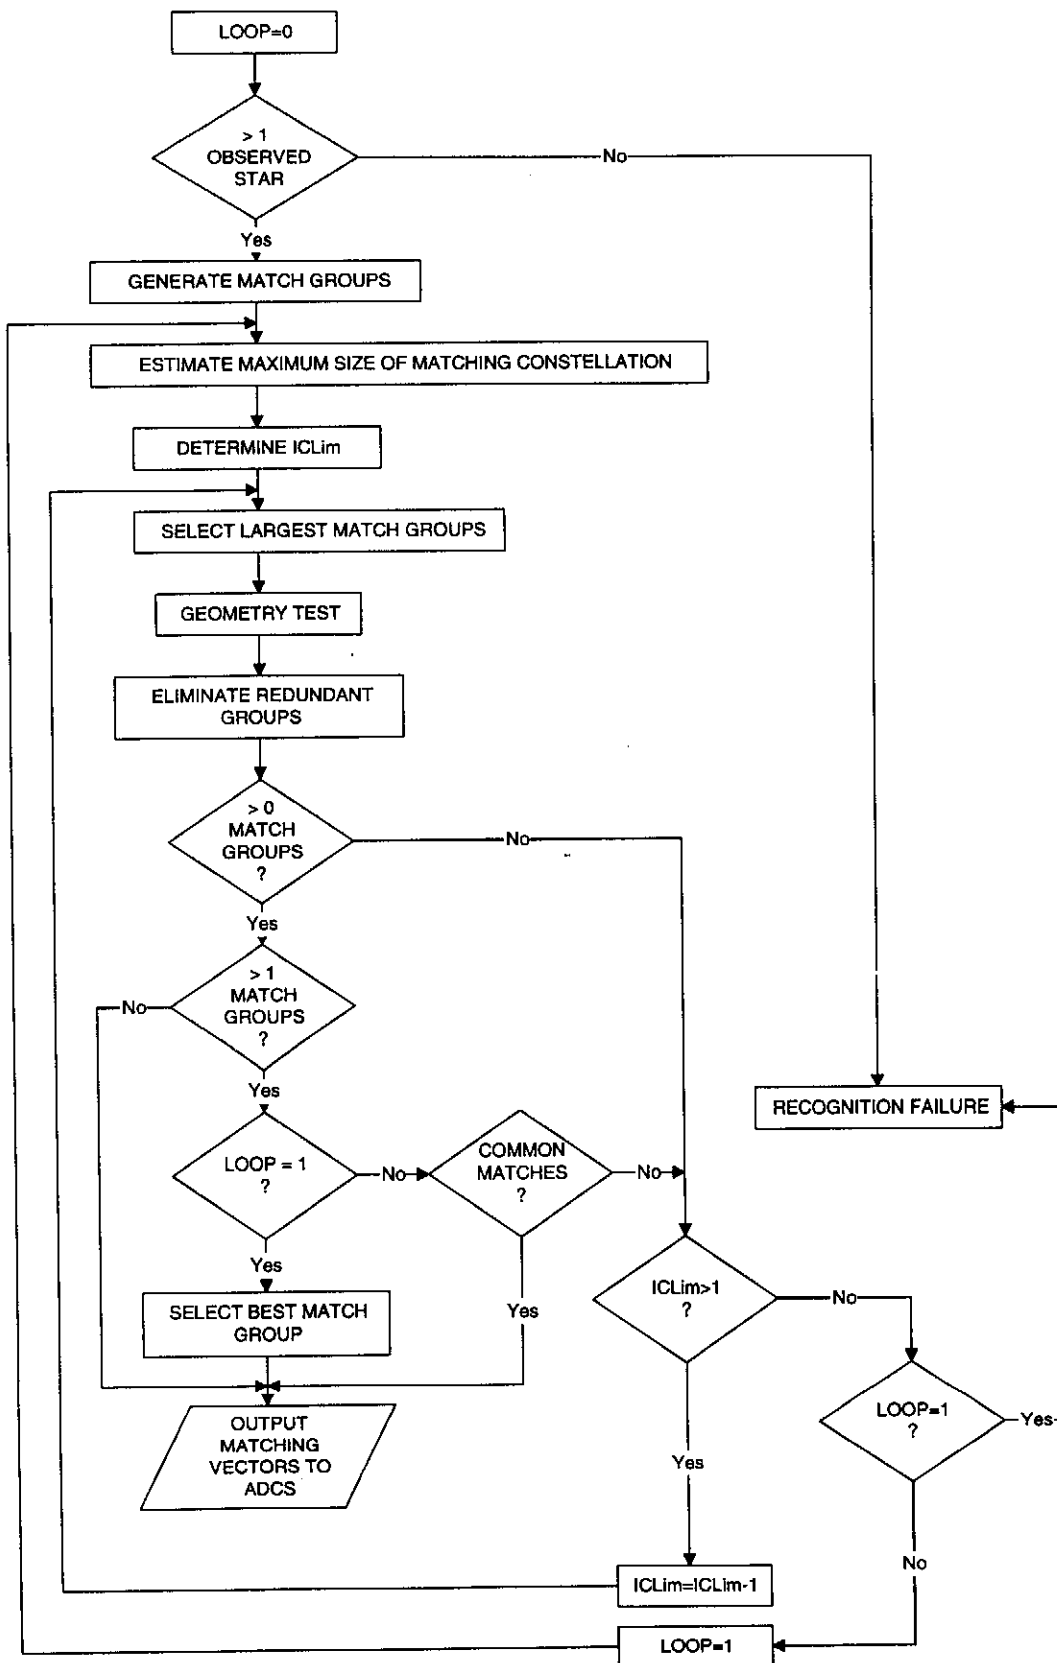 LOOP=0
> 1
OBSERVED
STAR
No
Yes
GENERATE MATCH GROUPS
ESTIMATE MAXIMUM SIZE OF MATCHING CONSTELLATION
DETERMINE ICLim
SELECT LARGEST MATCH GROUPS
GEOMETRY TEST
ELIMINATE REDUNDANT
GROUPS
> 0
MATCH
GROUPS
?
No
Yes
> 1
MATCH
GROUPS
?
No
Yes
RECOGNITION FAILURE
LOOP = 1
?
No
COMMON
MATCHES
?
No
Yes
Yes
SELECT BEST MATCH
GROUP
ICLim>1
?
No
LOOP=1
?
Yes
OUTPUT
MATCHING
VECTORS TO
ADCS
Yes
No
ICLim=ICLim-1
LOOP=1